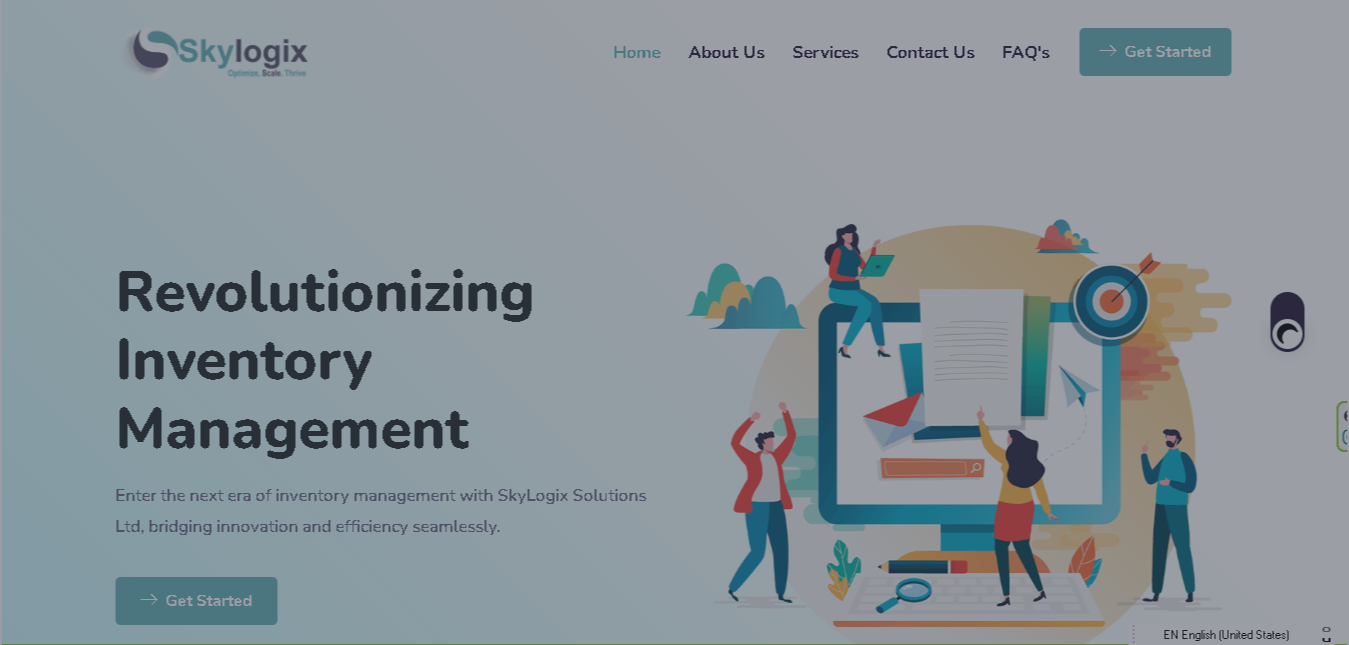 Skylogix
Optimize. Scale. Thrive
Home About Us Services Contact Us FAQ's Get Started
Revolutionizing
Inventory
Management
Enter the next era of inventory management with SkyLogix Solutions
Ltd, bridging innovation and efficiency seamlessly.
Get Started
EN English (United States)